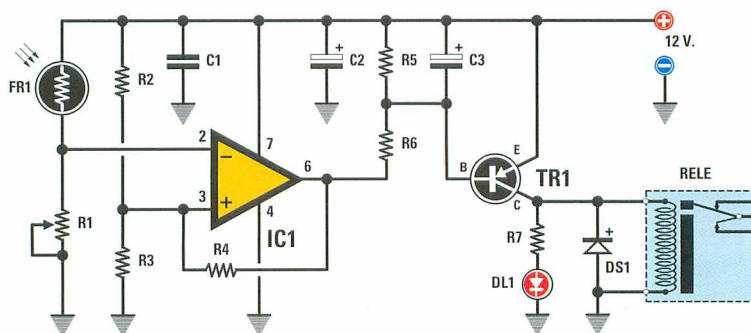 12 V.
C1
C2
R5
C3
R2
FR1
2
7
6
R6
E
B
TR1
C
RELE
3
4
IC1
R1
R4
R3
R7
DS1
DL1